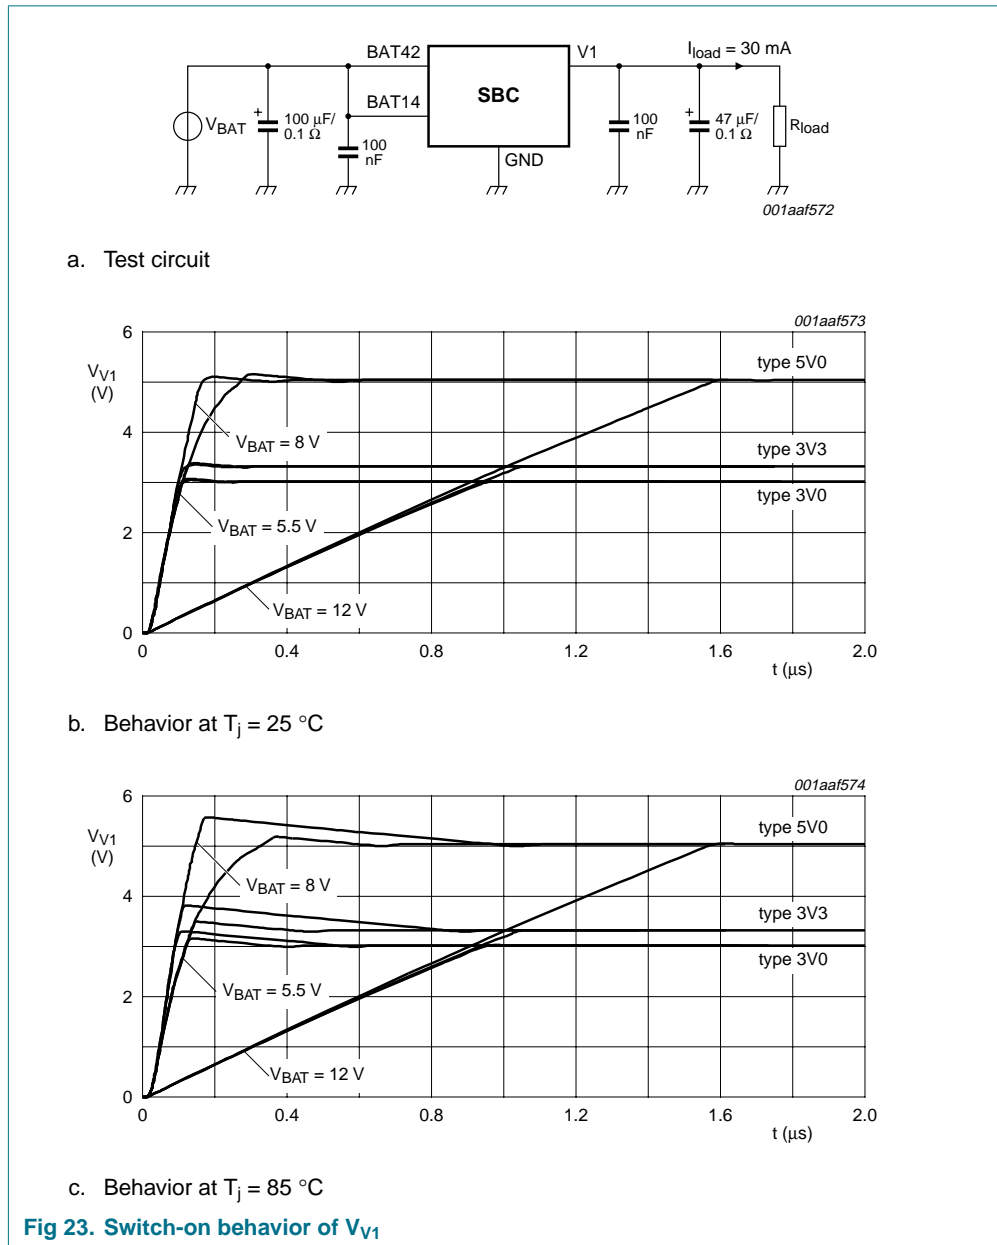 BAT42
V1
I_load = 30 mA
SBC
BAT14
V_BAT
+
100 μF/
0.1 Ω
100
nF
GND
100
nF
+
47 μF/
0.1 Ω
R_load
001aaf572
a. Test circuit
001aaf573
6
V_V1
(V)
4
2
0
type 5V0
V_BAT = 8 V
type 3V3
type 3V0
V_BAT = 5.5 V
V_BAT = 12 V
0 0.4 0.8 1.2 1.6 2.0
t (μs)
b. Behavior at T_j = 25 °C
001aaf574
6
V_V1
(V)
4
2
0
type 5V0
V_BAT = 8 V
type 3V3
type 3V0
V_BAT = 5.5 V
V_BAT = 12 V
0 0.4 0.8 1.2 1.6 2.0
t (μs)
c. Behavior at T_j = 85 °C
Fig 23. Switch-on behavior of V_V1